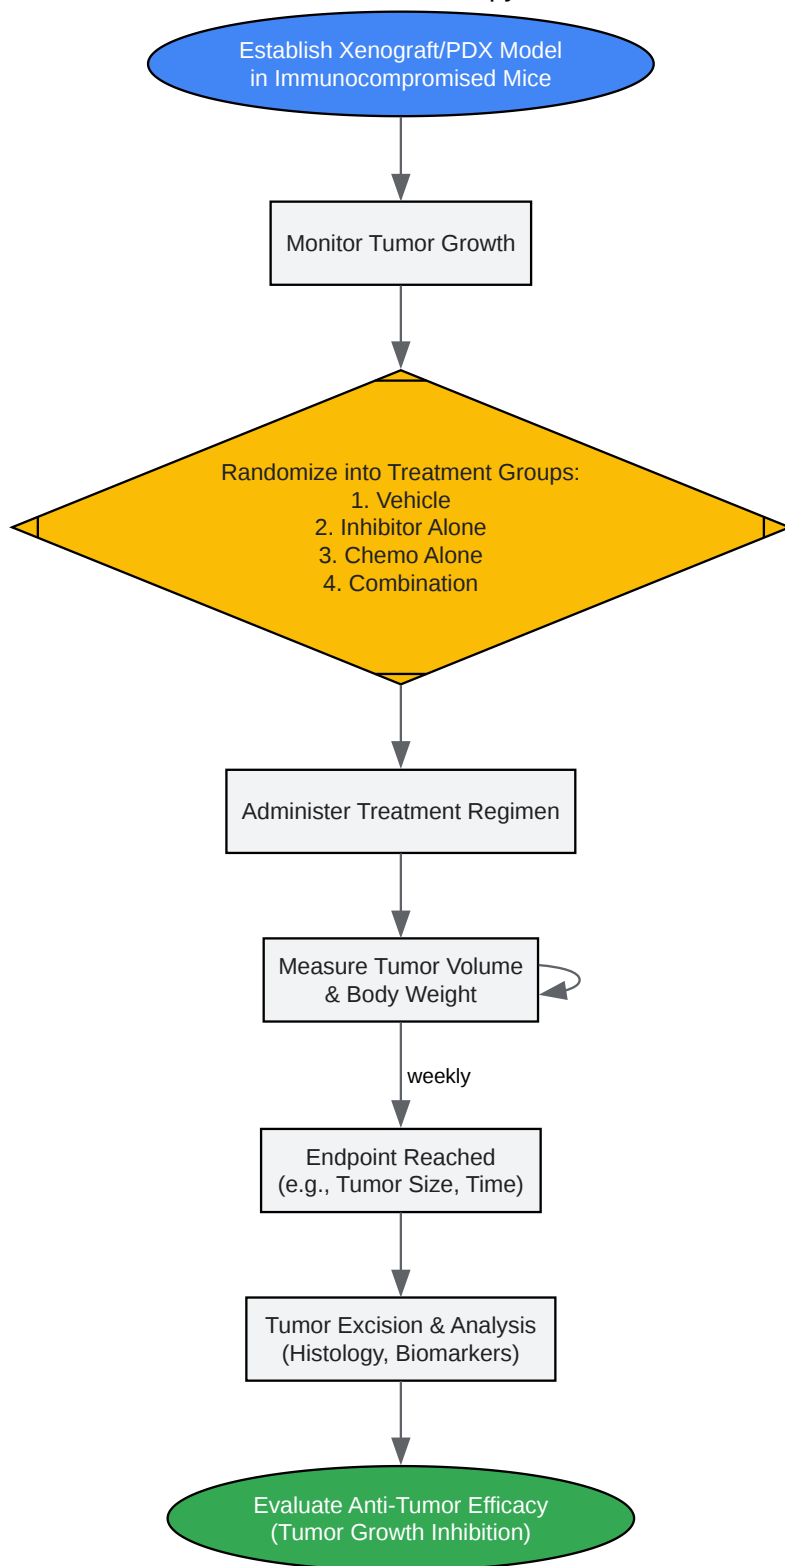 Establish Xenograft/PDX Model
in Immunocompromised Mice
Monitor Tumor Growth
Randomize into Treatment Groups:
1. Vehicle
2. Inhibitor Alone
3. Chemo Alone
4. Combination
Administer Treatment Regimen
Measure Tumor Volume
& Body Weight
weekly
Endpoint Reached
(e.g., Tumor Size, Time)
Tumor Excision & Analysis
(Histology, Biomarkers)
Evaluate Anti-Tumor Efficacy
(Tumor Growth Inhibition)